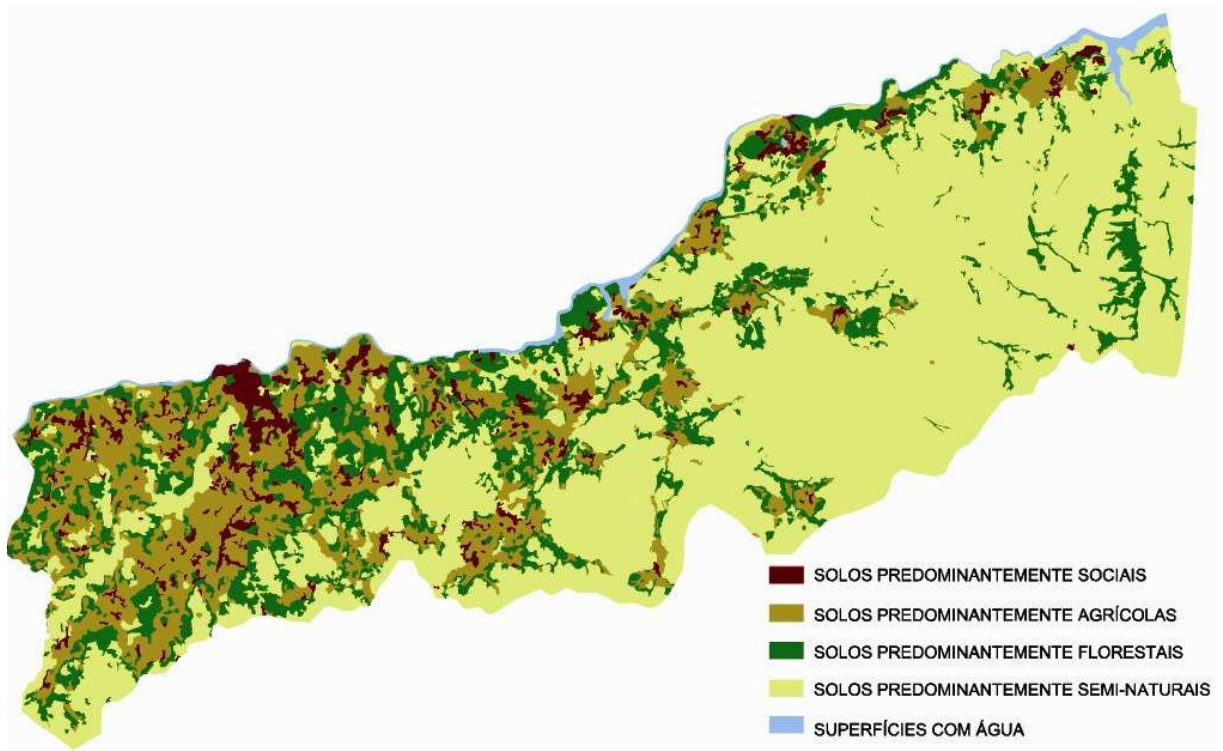 SOLOS PREDOMINANTEMENTE SOCIAIS
SOLOS PREDOMINANTEMENTE AGRÍCOLAS
SOLOS PREDOMINANTEMENTE FLORESTAIS
SOLOS PREDOMINANTEMENTE SEMI-NATURAIS
SUPERFÍCIES COM ÁGUA